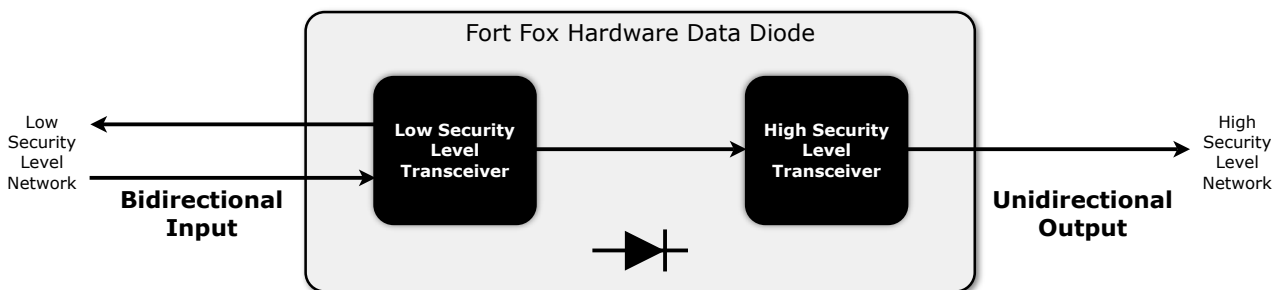 Fort Fox Hardware Data Diode
Low
Security
Level
Network
Bidirectional
Input
Low Security
Level
Transceiver
High Security
Level
Transceiver
Unidirectional
Output
High
Security
Level
Network